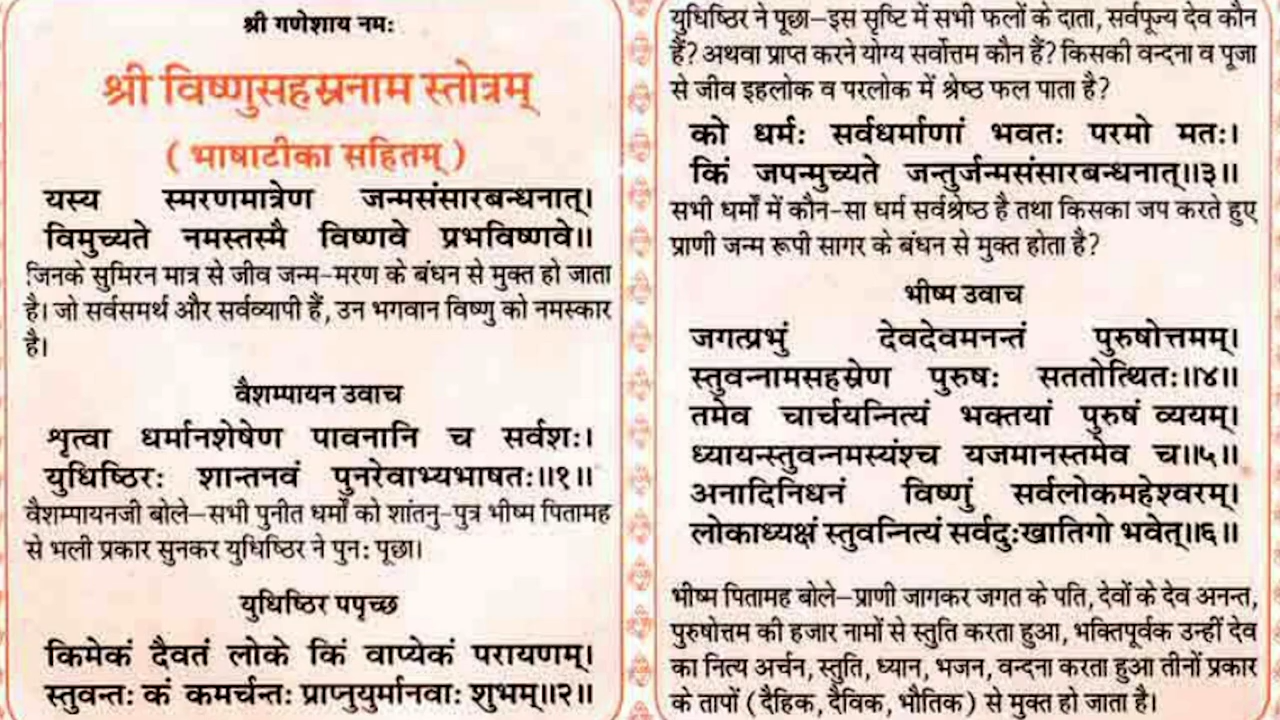 श्री गणेशाय नमः
श्री विष्णुसहस्रनाम स्तोत्रम्
( भाषाटीका सहितम् )
यस्य स्मरणमात्रेण जन्मसंसारबन्धनात्।
विमुच्यते नमस्तस्मै विष्णवे प्रभविष्णवे॥
जिनके सुमिरन मात्र से जीव जन्म-मरण के बंधन से मुक्त हो जाता
है। जो सर्वसमर्थ और सर्वव्यापी हैं, उन भगवान विष्णु को नमस्कार
है।
वैशम्पायन उवाच
श्रृत्वा धर्मानशेषेण पावनानि च सर्वशः।
युधिष्ठिरः शान्तनवं पुनरेवाभ्यभाषतः॥१॥
वैशम्पायनजी बोले–सभी पुनीत धर्मों को शांतनु-पुत्र भीष्म पितामह
से भली प्रकार सुनकर युधिष्ठिर ने पुनः पूछा।
युधिष्ठिर पपृच्छ
किमेकं दैवतं लोके किं वाप्येकं परायणम्।
स्तुवन्तः कं कमर्चन्तः प्राप्नुयुर्मानवाः शुभम्॥२॥
युधिष्ठिर ने पूछा–इस सृष्टि में सभी फलों के दाता, सर्वपूज्य देव कौन
हैं? अथवा प्राप्त करने योग्य सर्वोत्तम कौन हैं? किसकी वन्दना व पूजा
से जीव इहलोक व परलोक में श्रेष्ठ फल पाता है?
को धर्मः सर्वधर्माणां भवतः परमो मतः।
किं जपन्मुच्यते जन्तुर्जन्मसंसारबन्धनात्॥३॥
सभी धर्मों में कौन-सा धर्म सर्वश्रेष्ठ है तथा किसका जप करते हुए
प्राणी जन्म रूपी सागर के बंधन से मुक्त होता है?
भीष्म उवाच
जगत्प्रभुं देवदेवमनन्तं पुरुषोत्तमम्।
स्तुवन्नामसहस्रेण पुरुषः सततोत्थितः॥४॥
तमेव चार्चयन्नित्यं भक्तयां पुरुषं व्ययम्।
ध्यायन्स्तुवन्नमस्यंश्च यजमानस्तमेव च॥५॥
अनादिनिधनं विष्णुं सर्वलोकमहेश्वरम्।
लोकाध्यक्षं स्तुवन्नित्यं सर्वदुःखातिगो भवेत्॥६॥
भीष्म पितामह बोले–प्राणी जागकर जगत के पति, देवों के देव अनन्त,
पुरुषोत्तम की हजार नामों से स्तुति करता हुआ, भक्तिपूर्वक उन्हीं देव
का नित्य अर्चन, स्तुति, ध्यान, भजन, वन्दना करता हुआ तीनों प्रकार
के तापों ( दैहिक, दैविक, भौतिक ) से मुक्त हो जाता है।